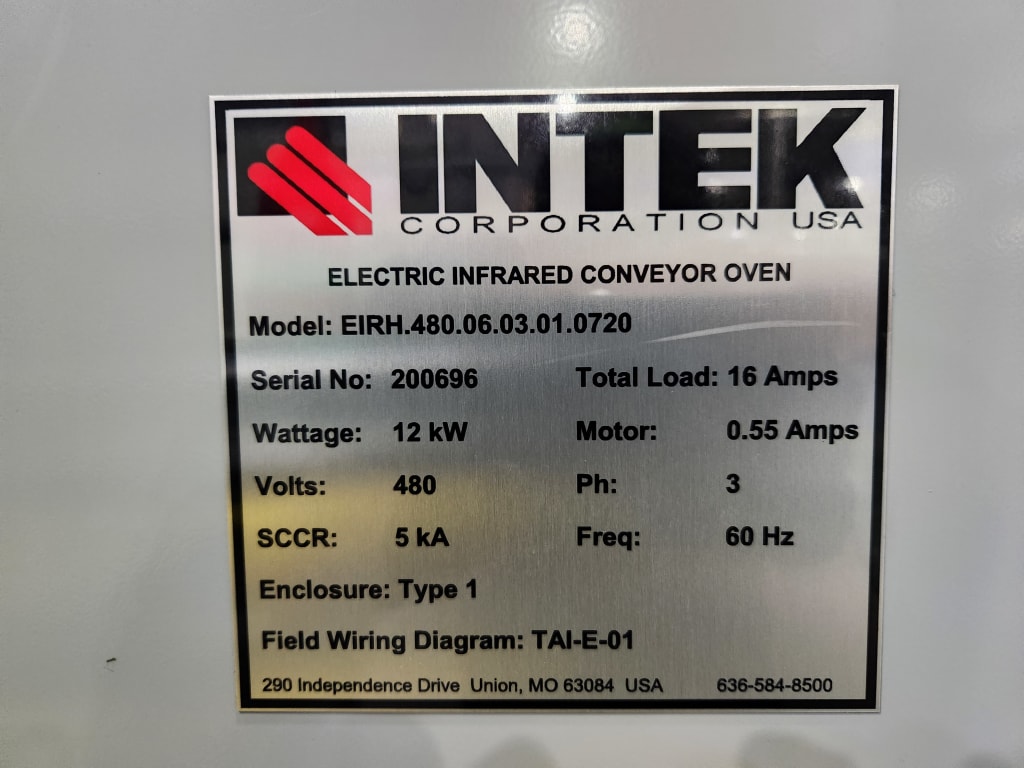 INTEK
CORPORATION USA
ELECTRIC INFRARED CONVEYOR OVEN
Model: EIRH.480.06.03.01.0720
Serial No: 200696 Total Load: 16 Amps
Wattage: 12 kW Motor: 0.55 Amps
Volts: 480 Ph: 3
SCCR: 5 kA Freq: 60 Hz
Enclosure: Type 1
Field Wiring Diagram: TAI-E-01
290 Independence Drive Union, MO 63084 USA 636-584-8500